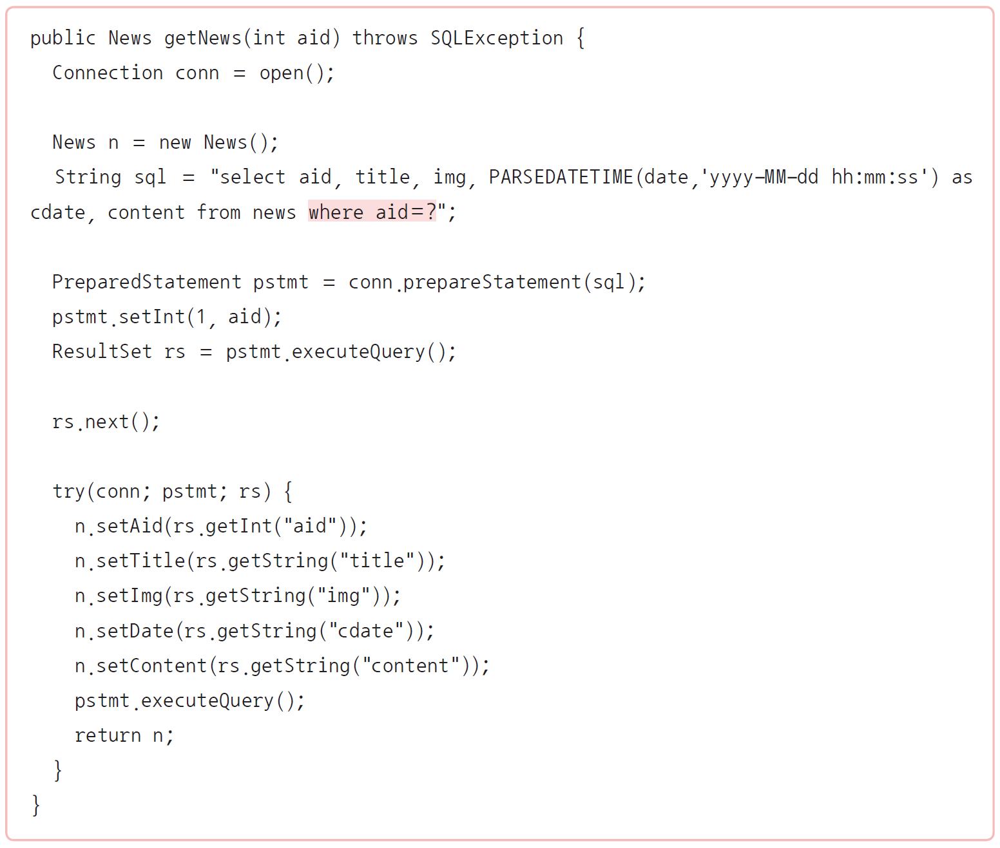 public News getNews(int aid) throws SQLException {
Connection conn = open();
News n = new News();
String sql = "select aid, title, img, PARSEDATETIME(date,'yyyy-MM-dd hh:mm:ss') as
cdate, content from news where aid=?";
PreparedStatement pstmt = conn.prepareStatement(sql);
pstmt.setInt(1, aid);
ResultSet rs = pstmt.executeQuery();
rs.next();
try(conn; pstmt; rs) {
n.setAid(rs.getInt("aid"));
n.setTitle(rs.getString("title"));
n.setImg(rs.getString("img"));
n.setDate(rs.getString("cdate"));
n.setContent(rs.getString("content"));
pstmt.executeQuery();
return n;
}
}